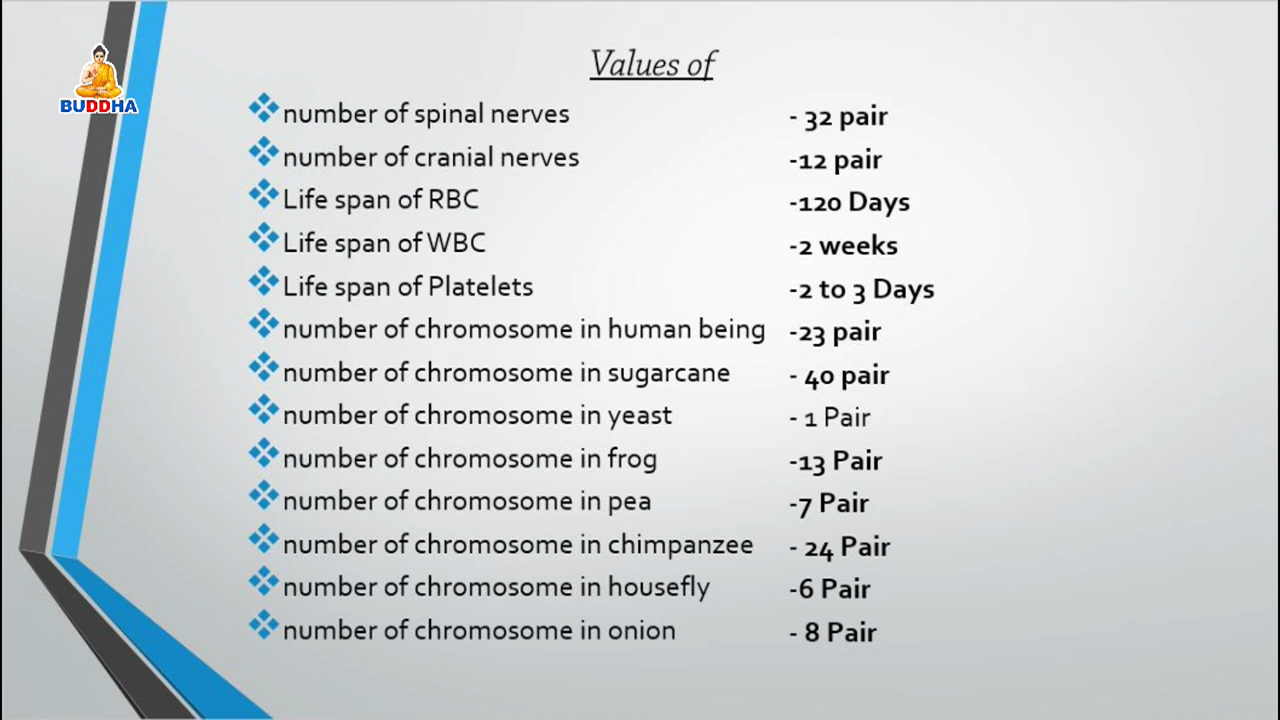 BUDDHA
Values of
number of spinal nerves - 32 pair
number of cranial nerves -12 pair
Life span of RBC -120 Days
Life span of WBC -2 weeks
Life span of Platelets -2 to 3 Days
number of chromosome in human being -23 pair
number of chromosome in sugarcane - 40 pair
number of chromosome in yeast - 1 Pair
number of chromosome in frog -13 Pair
number of chromosome in pea -7 Pair
number of chromosome in chimpanzee - 24 Pair
number of chromosome in housefly -6 Pair
number of chromosome in onion - 8 Pair